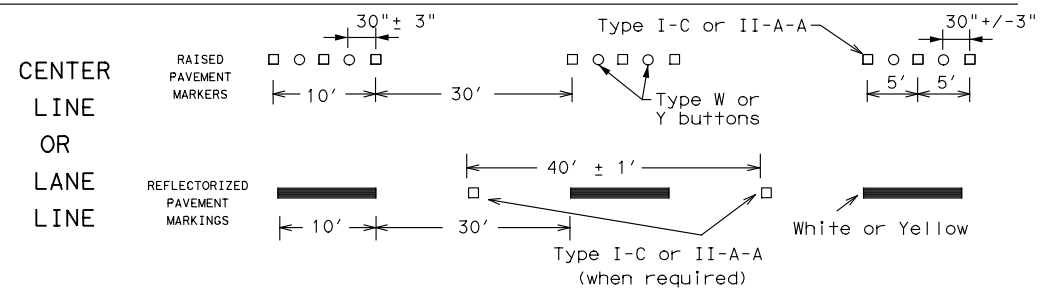 CENTER
LINE
OR
LANE
LINE
RAISED
PAVEMENT
MARKERS
30"± 3"
10'
30'
Type I-C or II-A-A
Type W or
Y buttons
30"+/-3"
5'
5'
REFLECTORIZED
PAVEMENT
MARKINGS
10'
30'
40' ± 1'
Type I-C or II-A-A
(when required)
White or Yellow